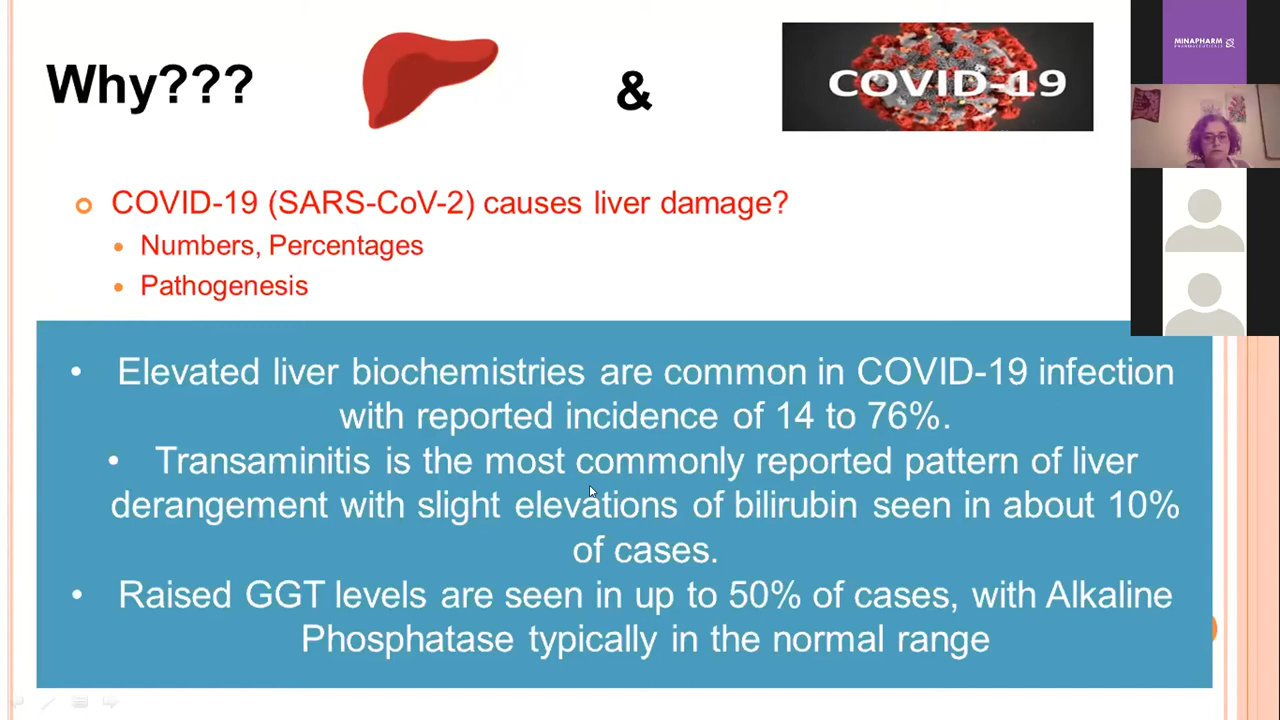 Why???
&
COVID-19
MINAPHARM
PHARMACEUTICALS
COVID-19 (SARS-CoV-2) causes liver damage?
• Numbers, Percentages
• Pathogenesis
• Elevated liver biochemistries are common in COVID-19 infection
with reported incidence of 14 to 76%.
• Transaminitis is the most commonly reported pattern of liver
derangement with slight elevations of bilirubin seen in about 10%
of cases.
• Raised GGT levels are seen in up to 50% of cases, with Alkaline
Phosphatase typically in the normal range